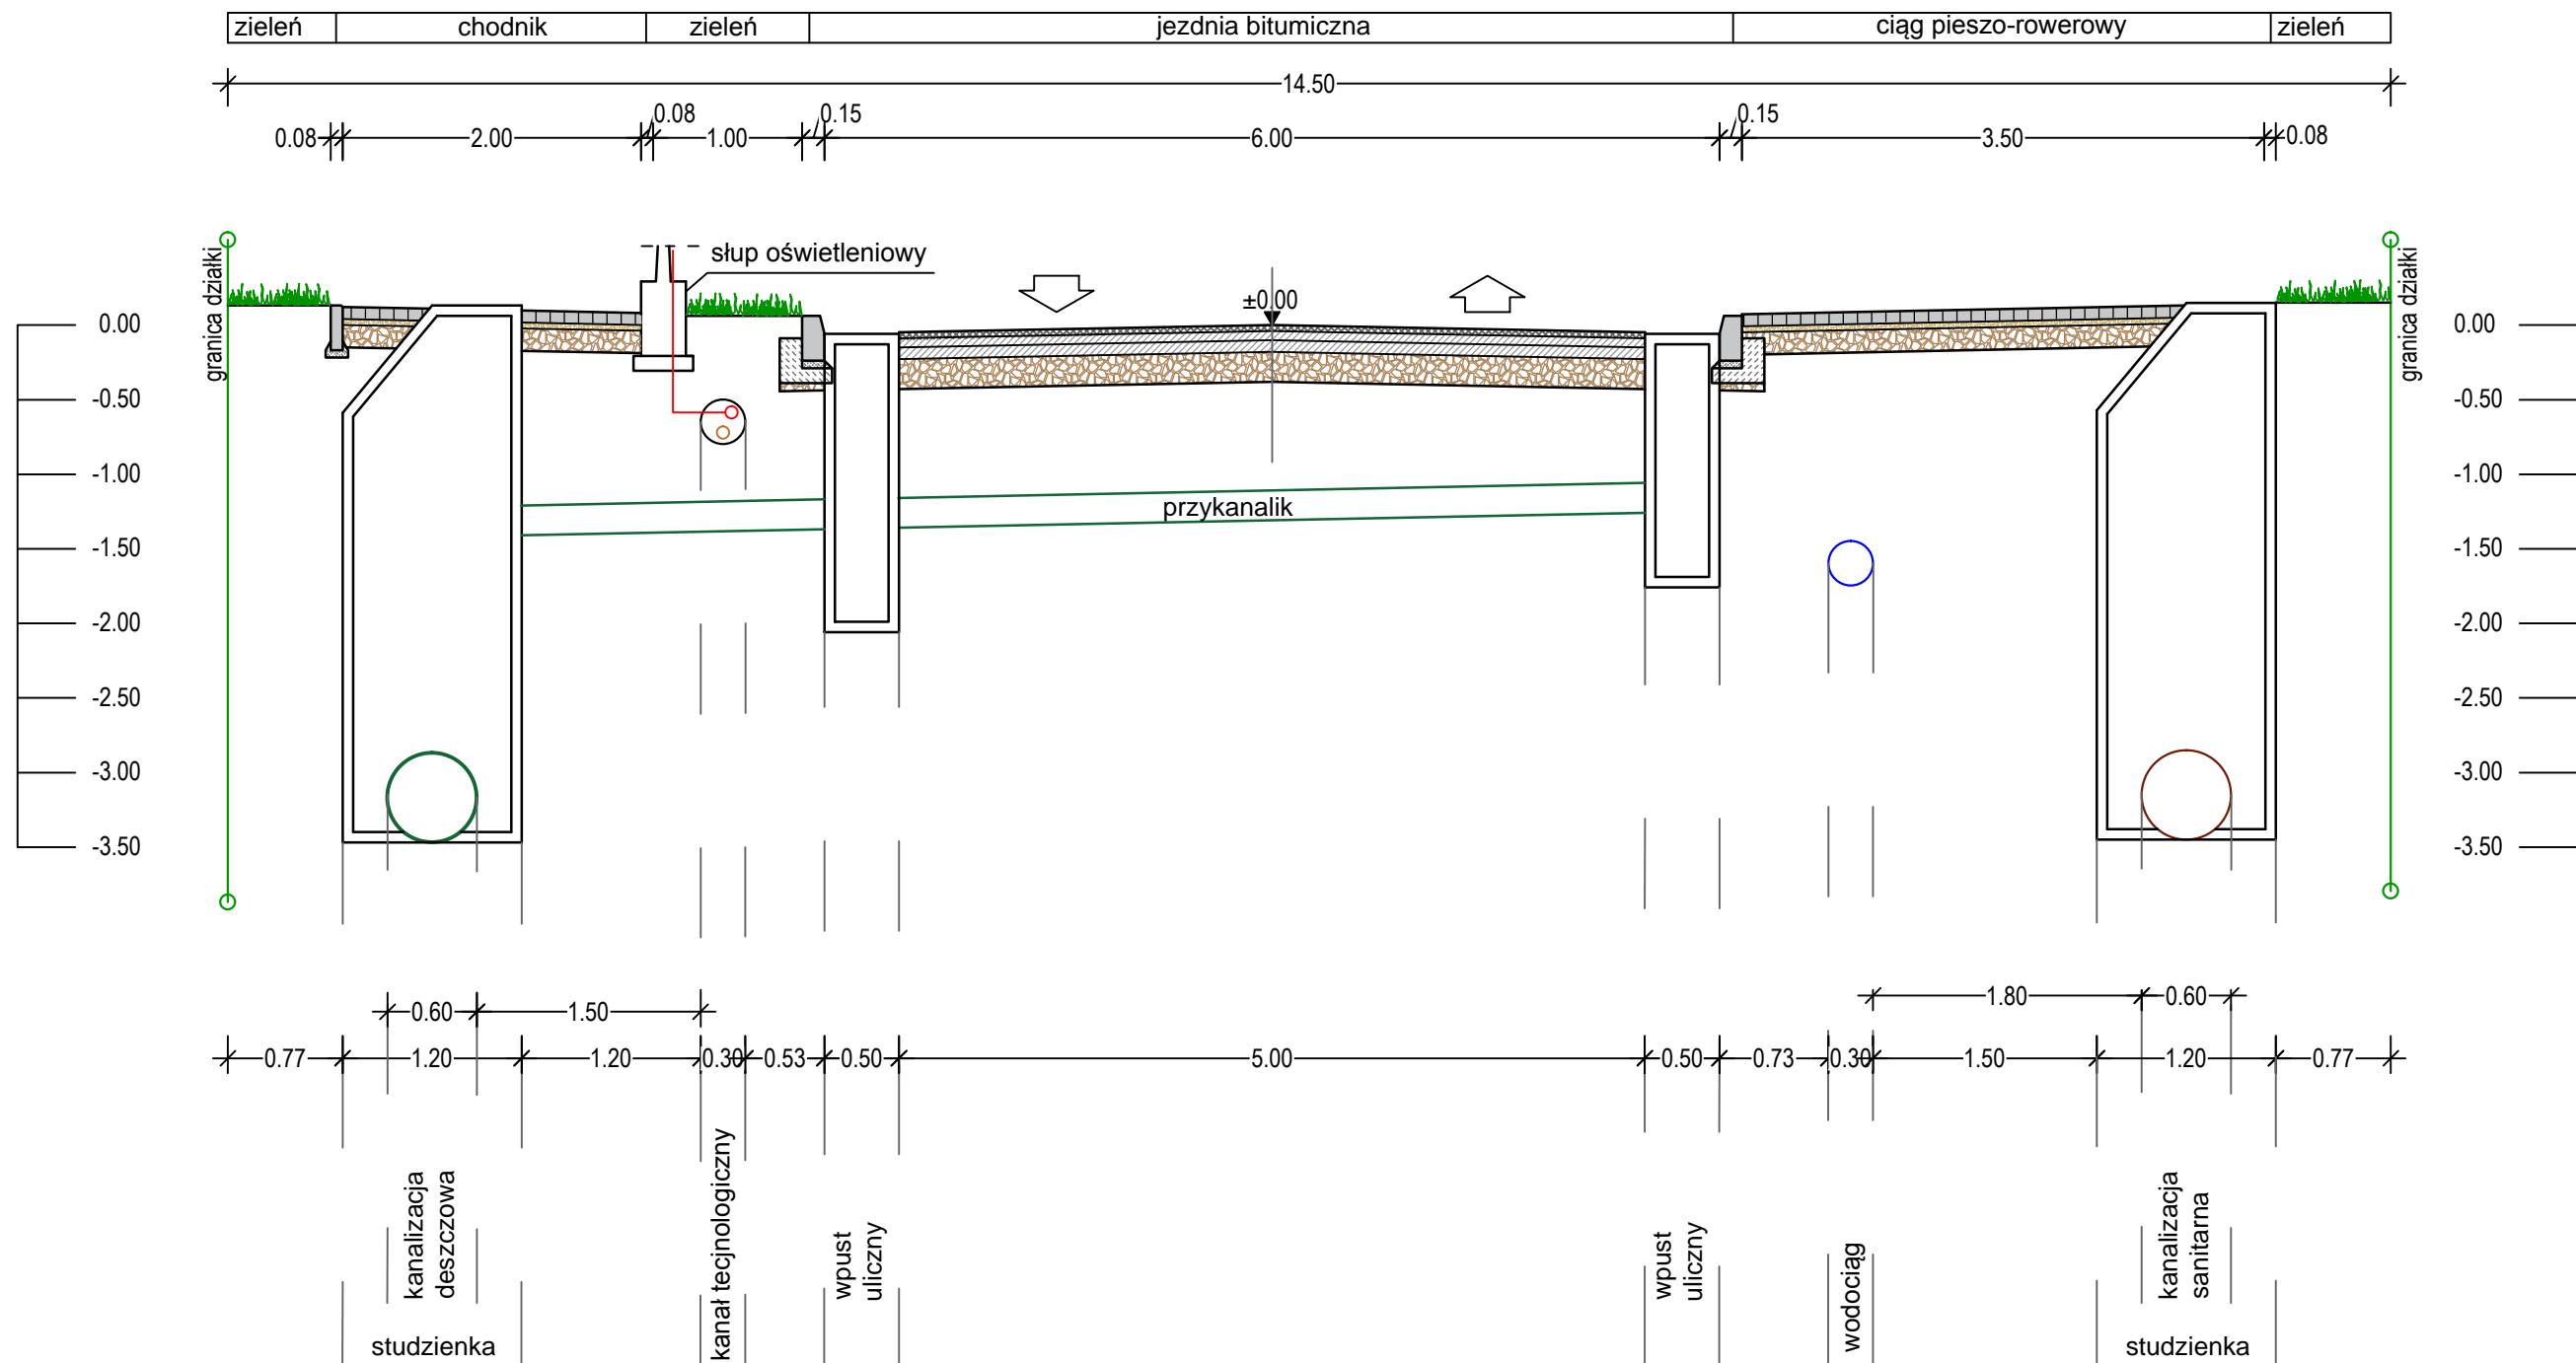 zieleń chodnik zieleń jezdnia bitumiczna ciąg pieszo-rowerowy zieleń
14.50
0.08 0.15 0.15
0.08 2.00 1.00 6.00 3.50 0.08
granica działki
słup oświetleniowy
±0.00
granica działki
0.00 0.00
-0.50 -0.50
-1.00 -1.00
przykanalik
-1.50 -1.50
-2.00 -2.00
-2.50 -2.50
-3.00 -3.00
-3.50 -3.50
0.60 1.50 1.80 0.60
0.77 1.20 1.20 0.30 0.53 0.50 5.00 0.50 0.73 0.30 1.50 1.20 0.77
kanalizacja
deszczowa
studzienka
kanał tecjnologiczny
wpust
uliczny
wpust
uliczny
wodociąg
kanalizacja
sanitarna
studzienka